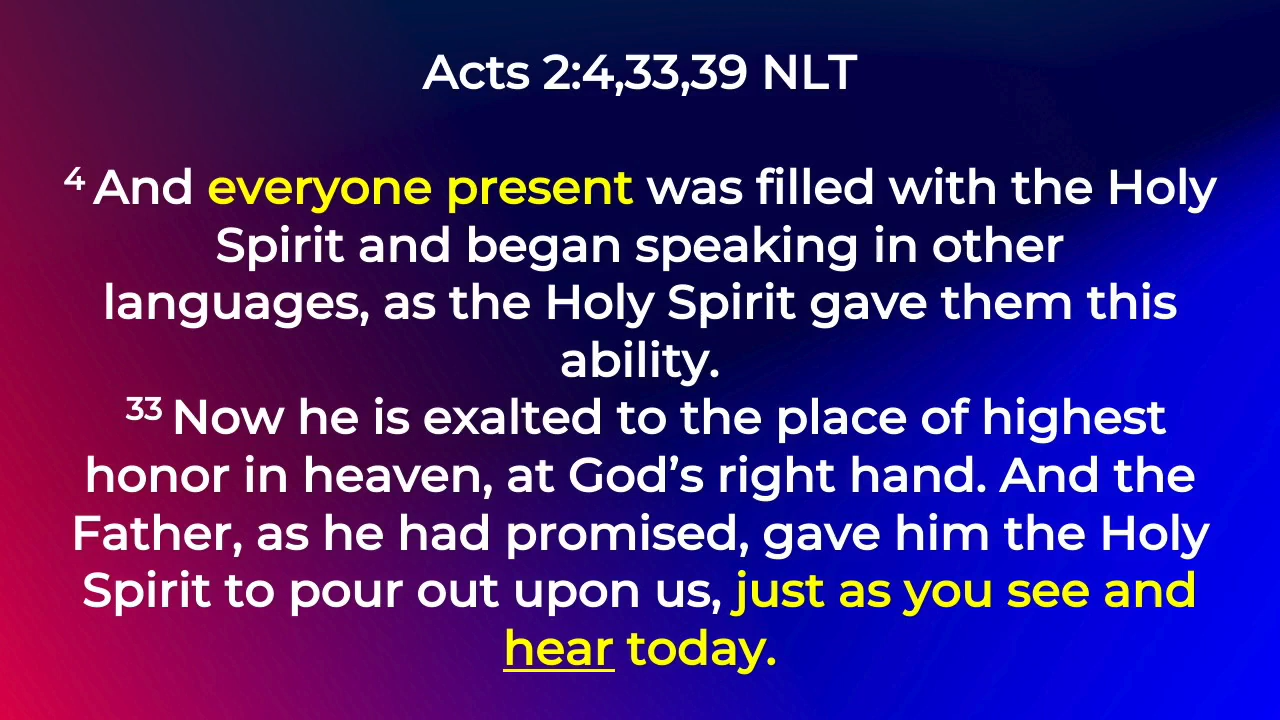 Acts 2:4,33,39 NLT
4 And everyone present was filled with the Holy
Spirit and began speaking in other
languages, as the Holy Spirit gave them this
ability.
33 Now he is exalted to the place of highest
honor in heaven, at God’s right hand. And the
Father, as he had promised, gave him the Holy
Spirit to pour out upon us, just as you see and
hear today.